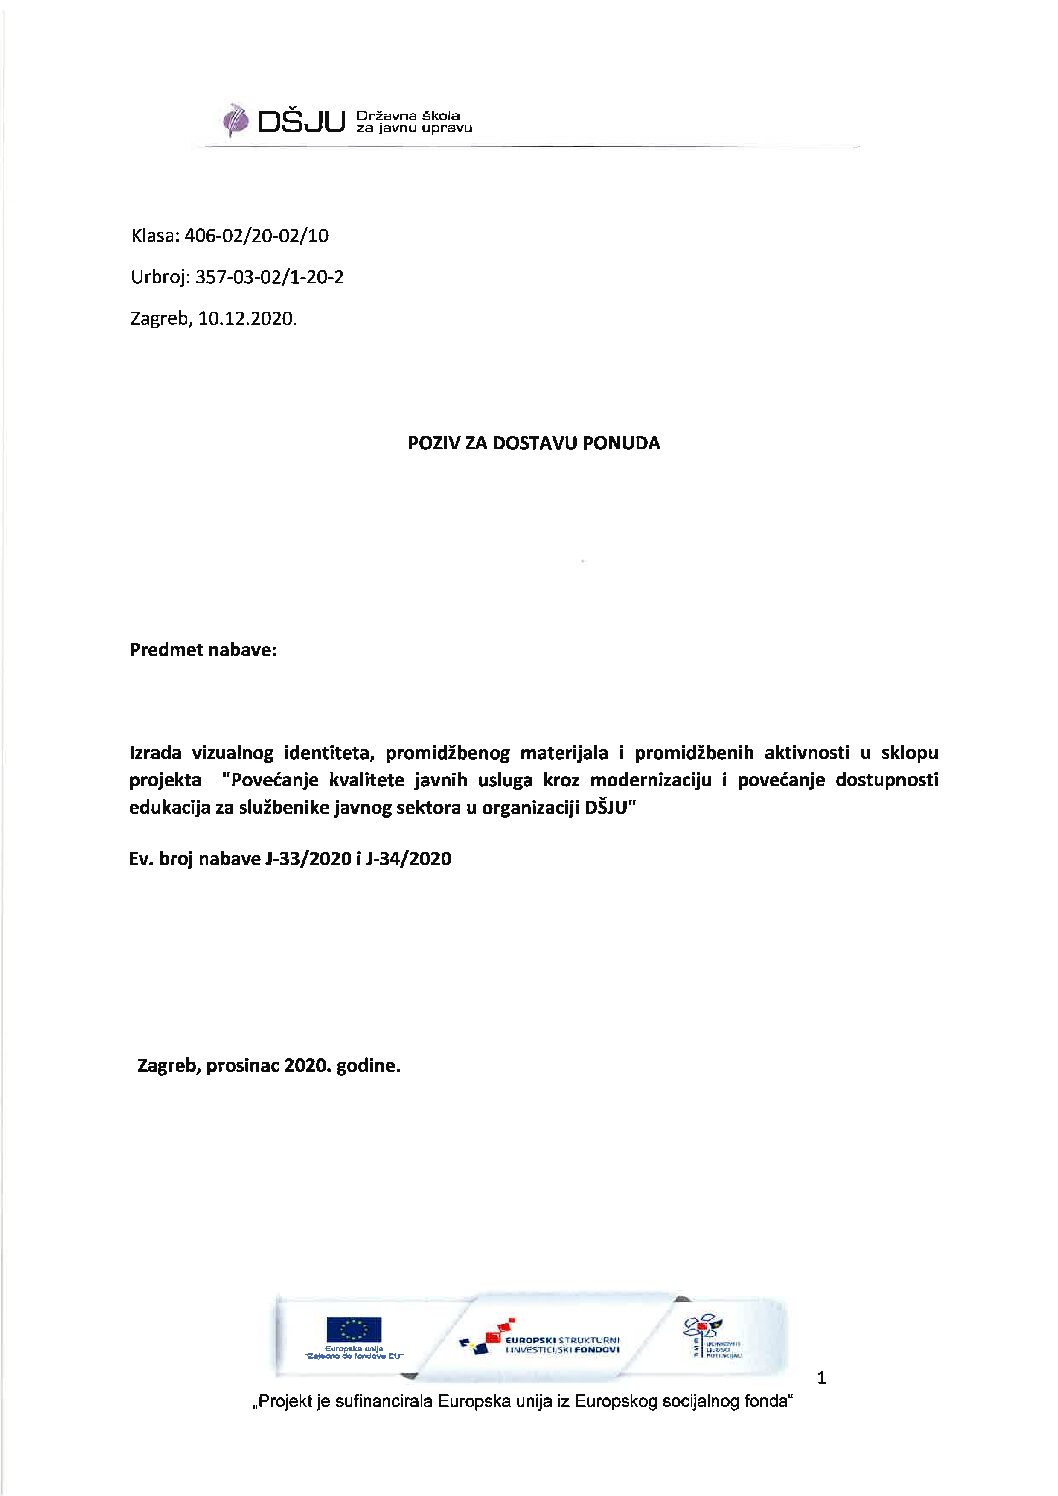 DŠJU Državna škola
za javnu upravu
Klasa: 406-02/20-02/10
Urbroj: 357-03-02/1-20-2
Zagreb, 10.12.2020.
POZIV ZA DOSTAVU PONUDA
Predmet nabave:
Izrada vizualnog identiteta, promidžbenog materijala i promidžbenih aktivnosti u sklopu
projekta "Povećanje kvalitete javnih usluga kroz modernizaciju i povećanje dostupnosti
edukacija za službenike javnog sektora u organizaciji DŠJU"
Ev. broj nabave J-33/2020 i J-34/2020
Zagreb, prosinac 2020. godine.
Europska unija
"Zajedno do fondova EU"
EUROPSKI STRUKTURNI
I INVESTICIJSKI FONDOVI
1
„Projekt je sufinancirala Europska unija iz Europskog socijalnog fonda“